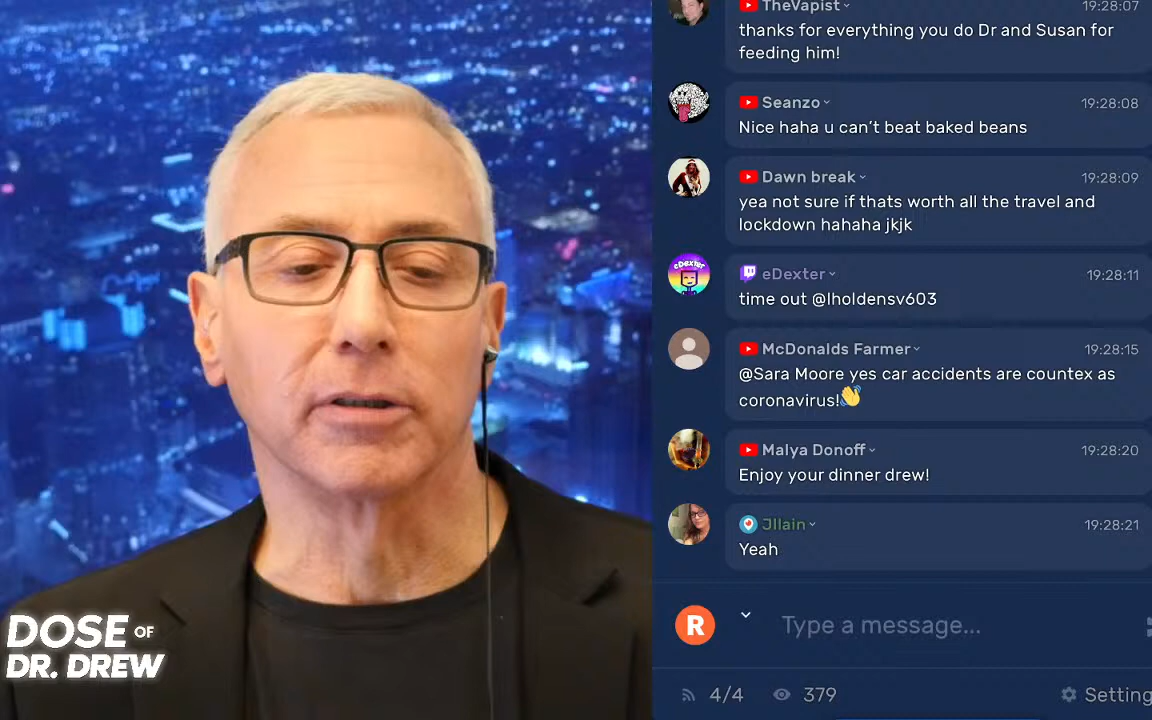 TheVapist
19:28:07
thanks for everything you do Dr and Susan for
feeding him!
Seanzo
19:28:08
Nice haha u can't beat baked beans
Dawn break
19:28:09
yea not sure if thats worth all the travel and
lockdown hahaha jkjk
eDexter
19:28:11
time out @lholdensv603
McDonalds Farmer
19:28:15
@Sara Moore yes car accidents are countex as
coronavirus!👋
Malya Donoff
19:28:20
Enjoy your dinner drew!
Jllain
19:28:21
Yeah
R
Type a message...
4/4
379
Setting
DOSE OF
DR. DREW